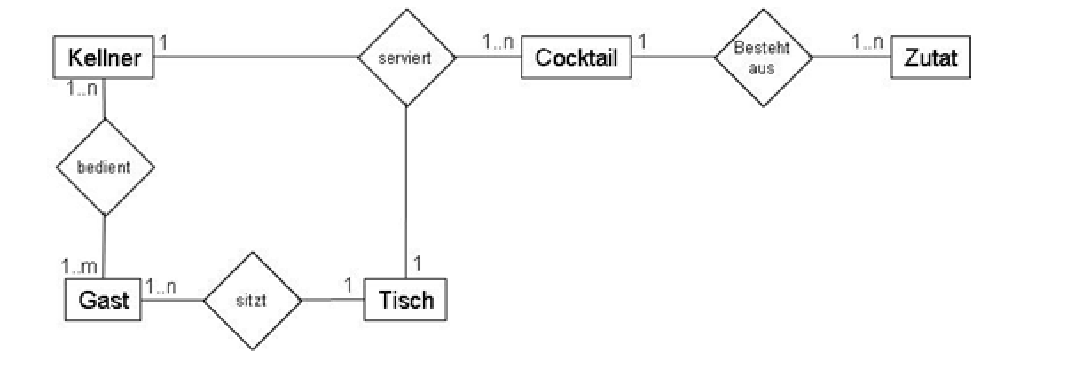 Kellner
1
serviert
1..n
Cocktail
1
Besteht
aus
1..n
Zutat
1..n
bedient
1..m
Gast
1..n
sitzt
1
Tisch
1